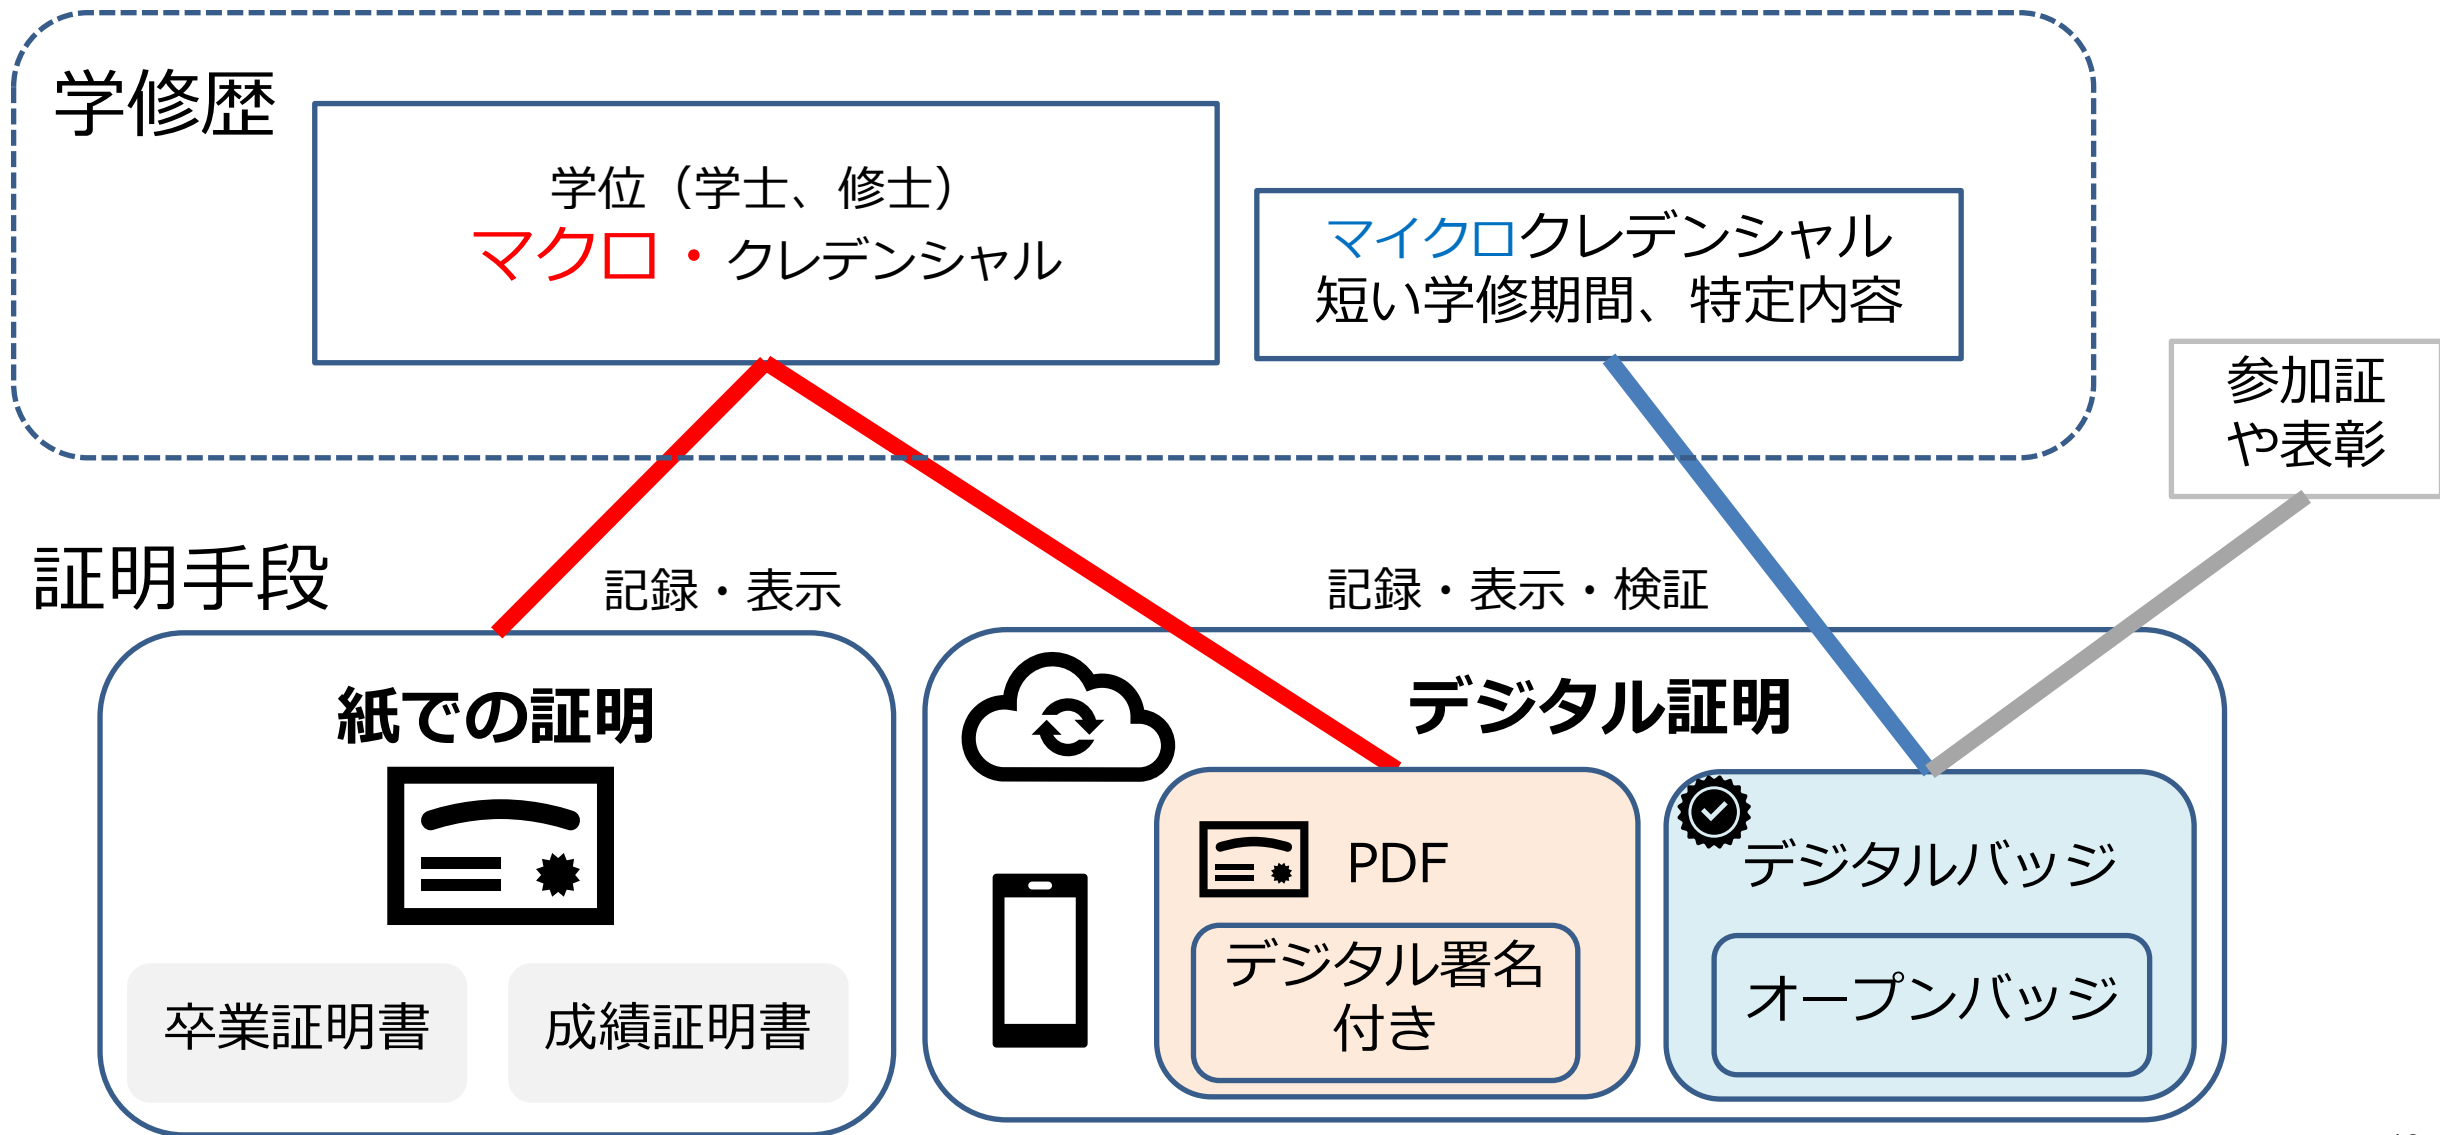 学修歴
学位（学士、修士）
マクロ・クレデンシャル
マイクロクレデンシャル
短い学修期間、特定内容
参加証
や表彰
証明手段
記録・表示
記録・表示・検証
紙での証明
卒業証明書
成績証明書
デジタル証明
PDF
デジタル署名
付き
デジタルバッジ
オープンバッジ